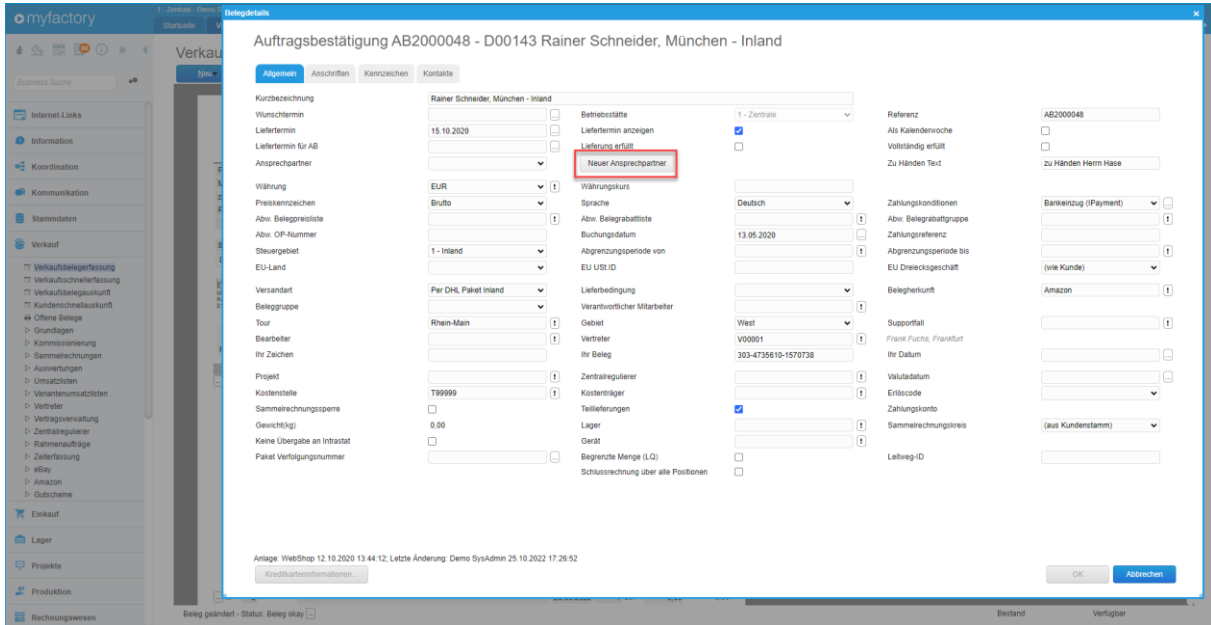 myfactory
1 - Zentrale - Demo S
Startseite V
Business Suche
Internet-Links
Information
Koordination
Kommunikation
Stammdaten
Verkauf
Verkaufsbelegerfassung
Verkaufsschnellerfassung
Verkaufsbelegauskunft
Kundenschnellauskunft
Offene Belege
Grundlagen
Kommissionierung
Sammelrechnungen
Auswertungen
Umsatzlisten
Variantenumsatzlisten
Vertreter
Vertragsverwaltung
Zentralregulierer
Rahmenaufträge
Zeiterfassung
eBay
Amazon
Gutscheine
Einkauf
Lager
Projekte
Produktion
Rechnungswesen
Verkau
Neu
Belegdetails
Auftragsbestätigung AB2000048 - D00143 Rainer Schneider, München - Inland
Allgemein Anschriften Kennzeichen Kontakte
Kurzbezeichnung Rainer Schneider, München - Inland
Wunschtermin ... Betriebsstätte 1 - Zentrale Referenz AB2000048
Liefertermin 15.10.2020 ... Liefertermin anzeigen Als Kalenderwoche
Liefertermin für AB ... Lieferung erfüllt Vollständig erfüllt
Ansprechpartner Neuer Ansprechpartner Zu Händen Text zu Händen Herrn Hase
Währung EUR ! Währungskurs
Preiskennzeichen Brutto Sprache Deutsch Zahlungskonditionen Bankeinzug (IPayment) ...
Abw. Belegpreisliste ! Abw. Belegrabattliste ! Abw. Belegrabattgruppe !
Abw. OP-Nummer Buchungsdatum 13.05.2020 ... Zahlungsreferenz
Steuergebiet 1 - Inland Abgrenzungsperiode von ! Abgrenzungsperiode bis !
EU-Land EU USt.ID EU Dreiecksgeschäft (wie Kunde)
Versandart Per DHL Paket Inland Lieferbedingung Belegherkunft Amazon !
Beleggruppe Verantwortlicher Mitarbeiter !
Tour Rhein-Main ! Gebiet West Supportfall !
Bearbeiter ! Vertreter V00001 ! Frank Fuchs, Frankfurt
Ihr Zeichen Ihr Beleg 303-4735610-1570738 Ihr Datum ...
Projekt ! Zentralregulierer ! Valutadatum ...
Kostenstelle T99999 ! Kostenträger ! Erlöscode
Sammelrechnungssperre Teillieferungen Zahlungskonto
Gewicht(kg) 0,00 Lager ! Sammelrechnungskreis (aus Kundenstamm)
Keine Übergabe an Intrastat Gerät !
Paket Verfolgungsnummer ... Begrenzte Menge (LQ) Leitweg-ID
Schlussrechnung über alle Positionen
Anlage: WebShop 12.10.2020 13:44:12; Letzte Änderung: Demo SysAdmin 25.10.2022 17:26:52
Kreditkarteninformationen... OK Abbrechen
Beleg geändert - Status: Beleg okay ... Bestand Verfügbar